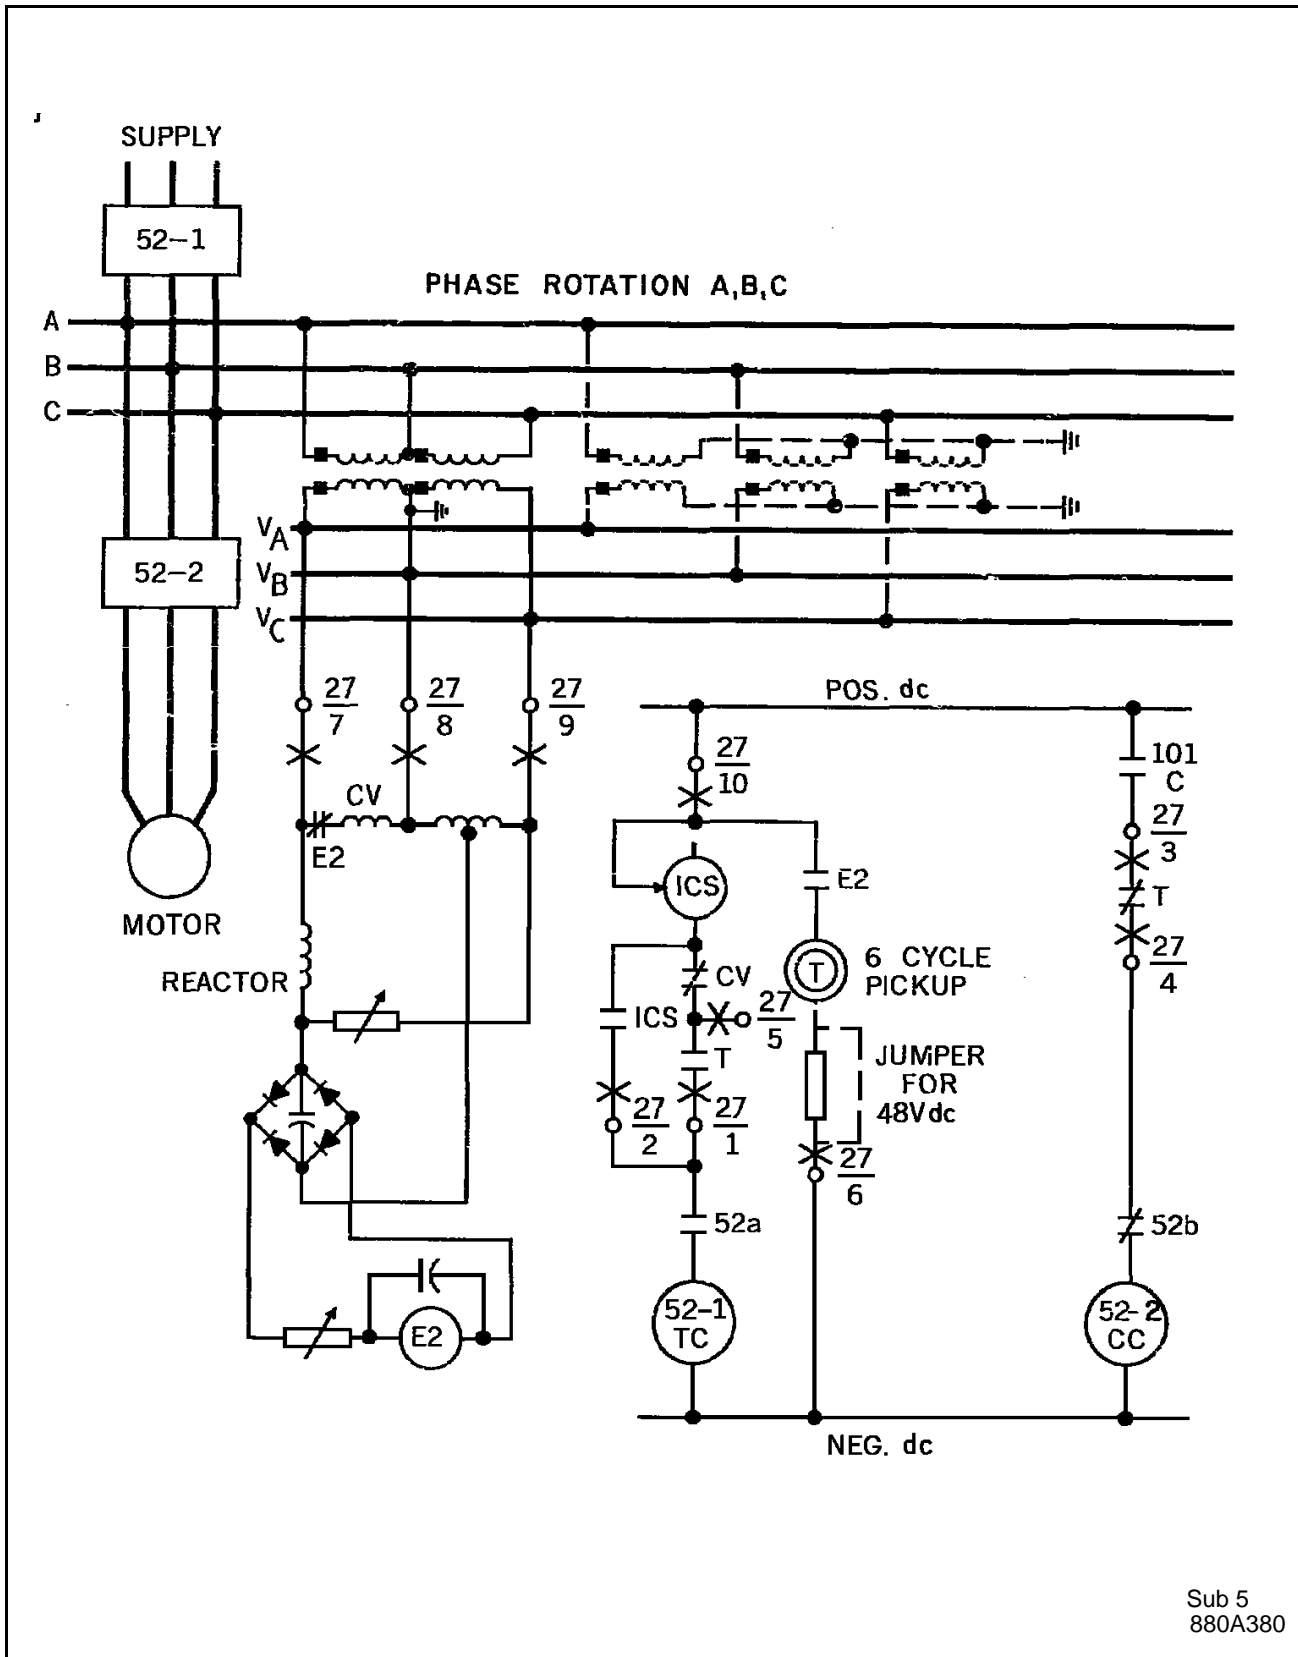 SUPPLY
52-1
PHASE ROTATION A,B,C
A
B
C
VA
52-2
VB
VC
27
7
27
8
27
9
POS. dc
27
10
101
C
CV
27
3
E2
ICS
E2
T
MOTOR
27
4
REACTOR
6 CYCLE
PICKUP
T
CV
ICS
27
5
T
JUMPER
FOR
48Vdc
27
2
27
1
27
6
52a
52b
52-1
TC
52-2
CC
E2
NEG. dc
Sub 5
880A380